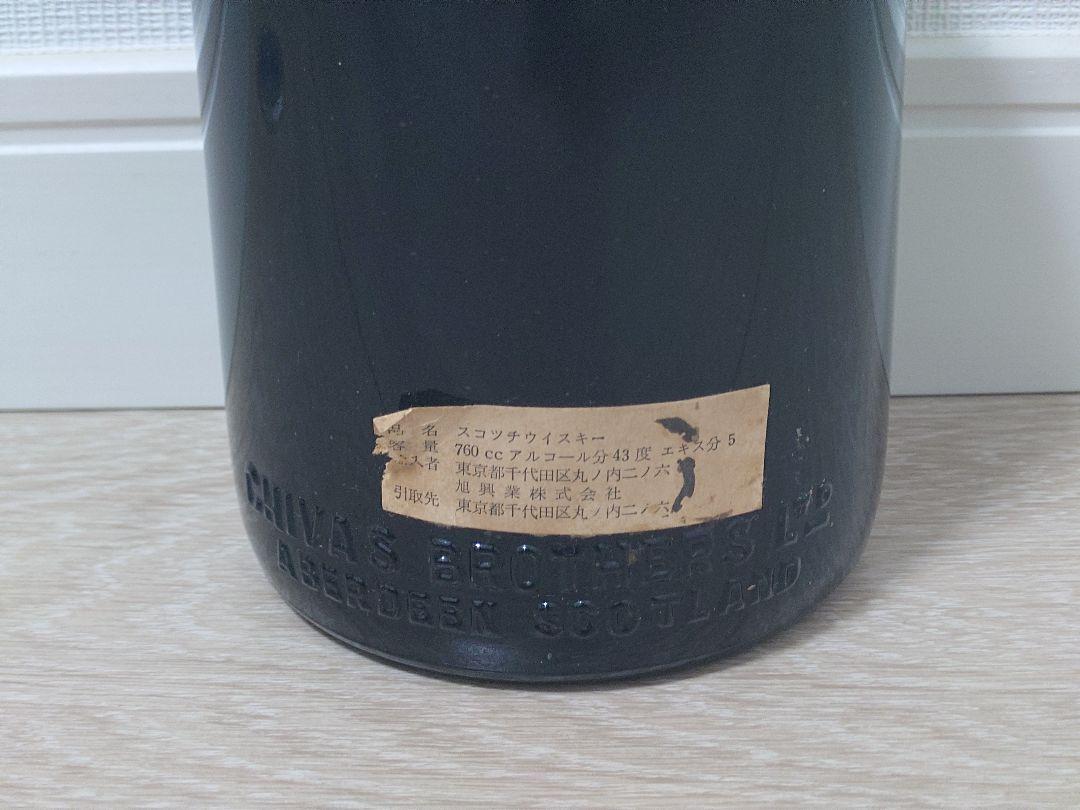 品 名 スコツチウイスキー
容 量 760 cc アルコール分 43 度 エキス分 5
入者 東京都千代田区丸ノ内二ノ六
旭興業株式会社
引取先 東京都千代田区丸ノ内二ノ六
CHIVAS BROTHERS LTD
ABERDEEN SCOTLAND